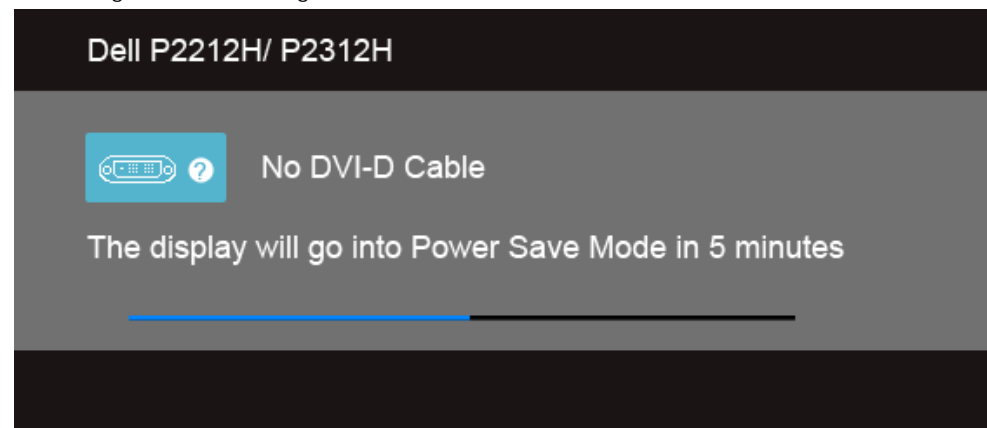 Dell P2212H/ P2312H
No DVI-D Cable
The display will go into Power Save Mode in 5 minutes